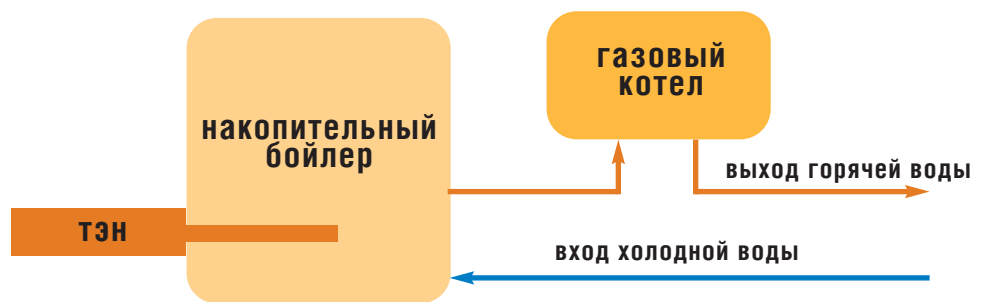 газовый
котел
накопительный
бойлер
выход горячей воды
тэн
вход холодной воды